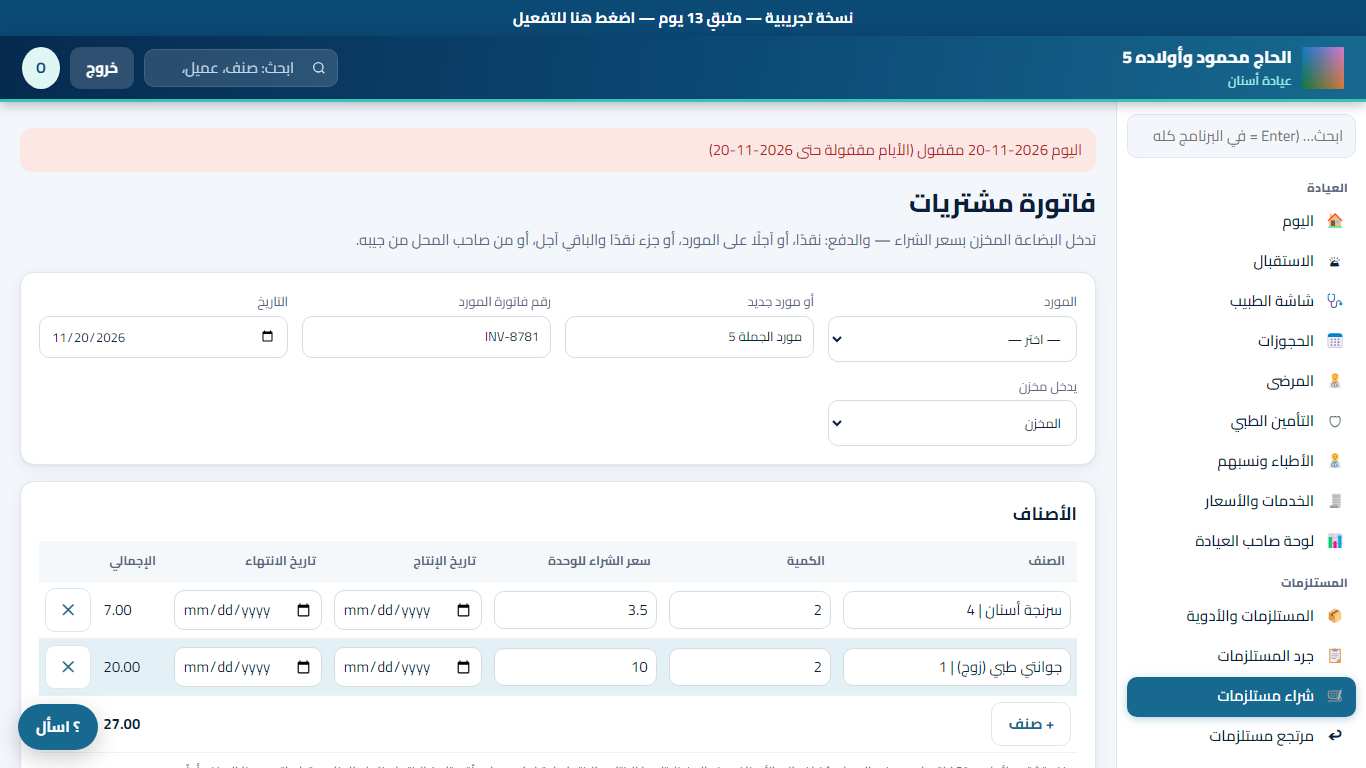 نسخة تجريبية — متبقٍ 13 يوم — اضغط هنا للتفعيل
الحاج محمود وأولاده 5
عيادة أسنان
ابحث: صنف، عميل،
خروج
O
ابحث... (Enter = في البرنامج كله
العيادة
اليوم
الاستقبال
شاشة الطبيب
الحجوزات
المرضى
التأمين الطبي
الأطباء ونسبهم
الخدمات والأسعار
لوحة صاحب العيادة
المستلزمات
المستلزمات والأدوية
جرد المستلزمات
شراء مستلزمات
مرتجع مستلزمات
اليوم 2026-11-20 مقفول (الأيام مقفولة حتى 2026-11-20)
فاتورة مشتريات
تدخل البضاعة المخزن بسعر الشراء — والدفع: نقدًا، أو آجلًا على المورد، أو جزء نقدًا والباقي آجل، أو من صاحب المحل من جيبه.
المورد
أو مورد جديد
رقم فاتورة المورد
التاريخ
— اختر —
مورد الجملة 5
INV-8781
11/20/2026
يدخل مخزن
المخزن
الأصناف
الصنف الكمية سعر الشراء للوحدة تاريخ الإنتاج تاريخ الانتهاء الإجمالي
سرنجة أسنان | 4 2 3.5 mm/dd/yyyy mm/dd/yyyy 7.00 ✕
جوانتي طبي (زوج) | 1 2 10 mm/dd/yyyy mm/dd/yyyy 20.00 ✕
+ صنف 27.00
؟ اسأل